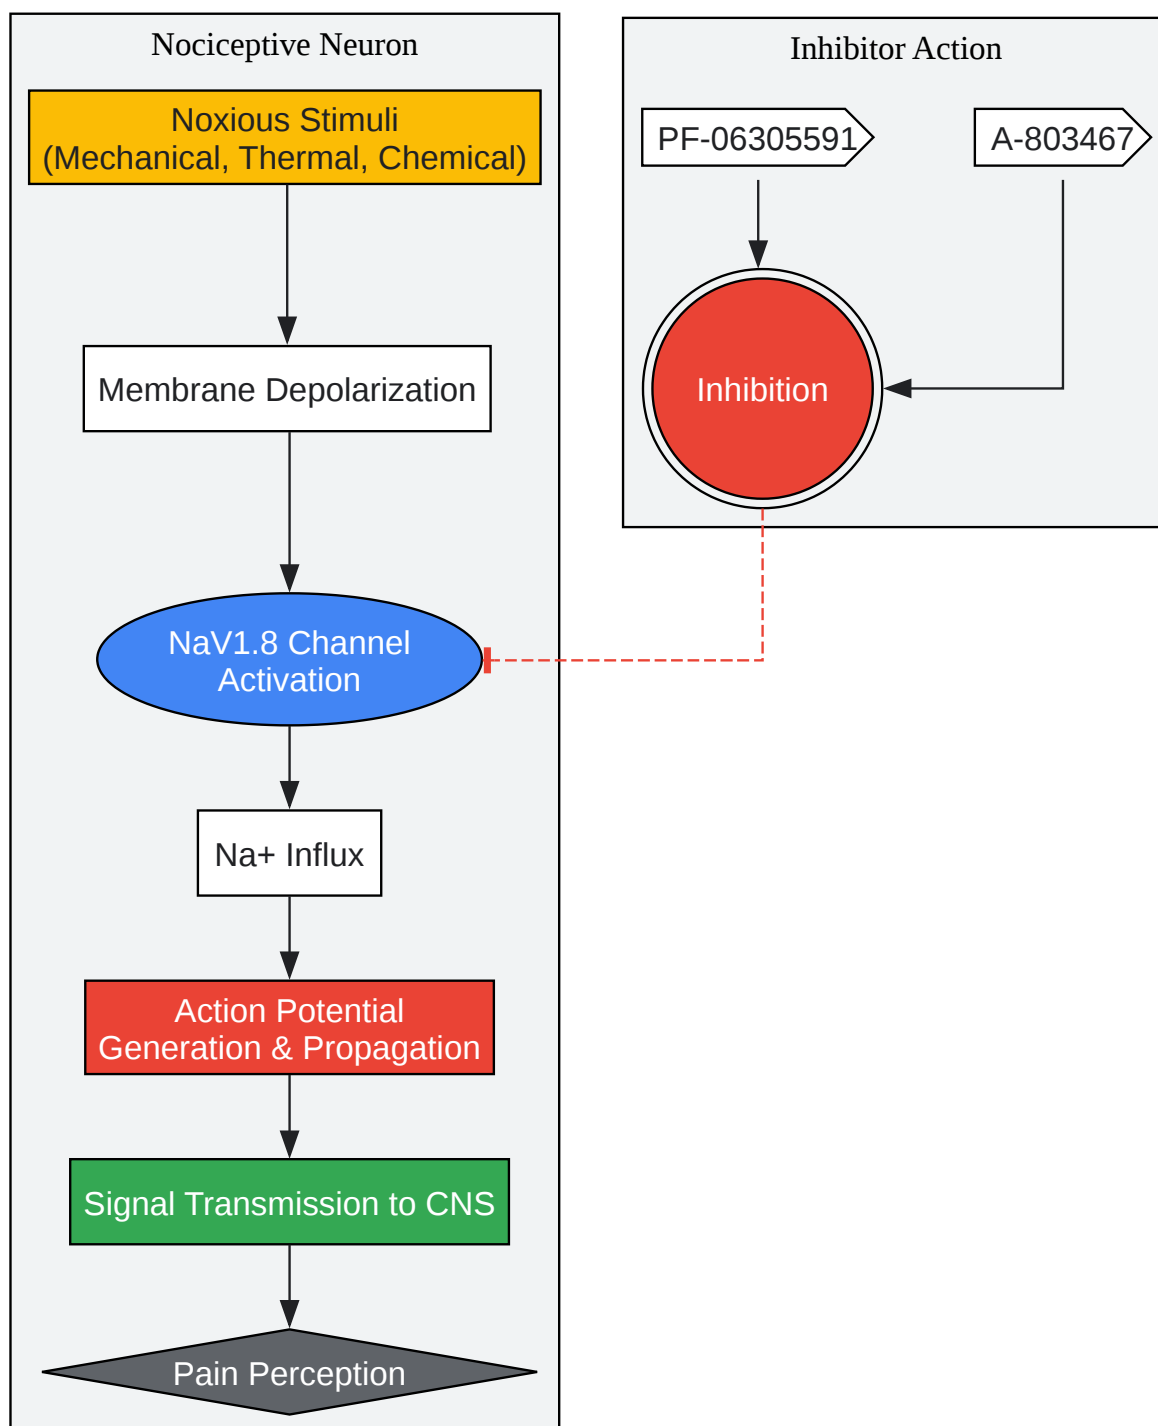 Nociceptive Neuron
Noxious Stimuli
(Mechanical, Thermal, Chemical)
Membrane Depolarization
NaV1.8 Channel
Activation
Na+ Influx
Action Potential
Generation & Propagation
Signal Transmission to CNS
Pain Perception
Inhibitor Action
PF-06305591
A-803467
Inhibition